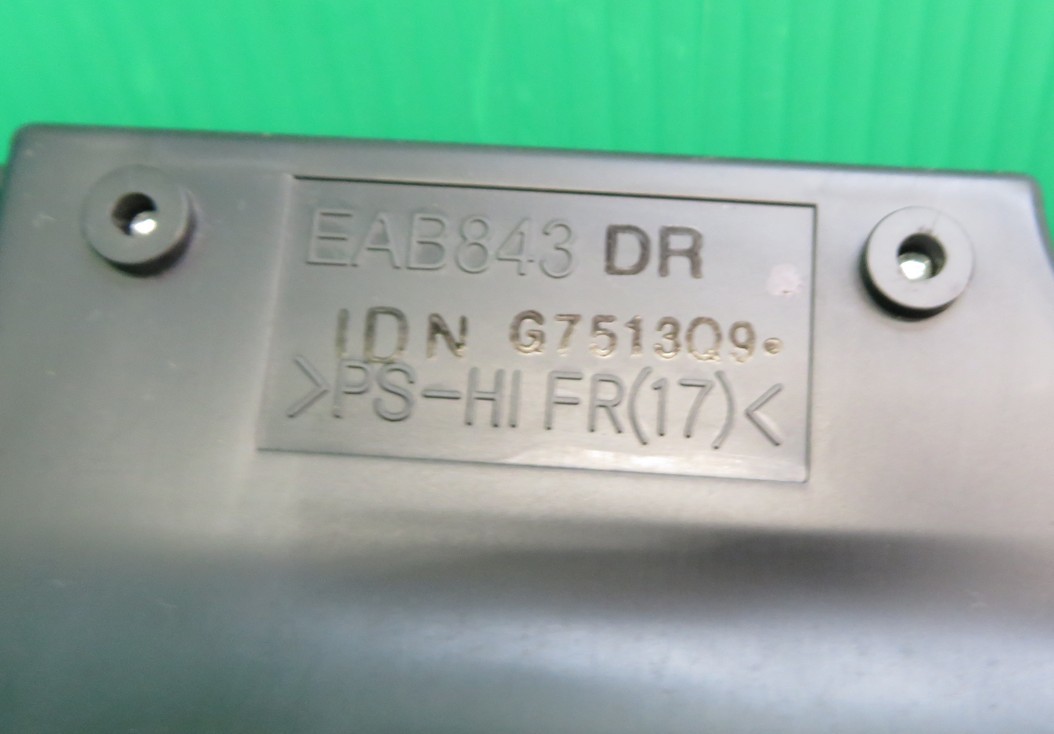 EAB843 DR
IDN G7513Q9.
>PS-HI FR(17)<